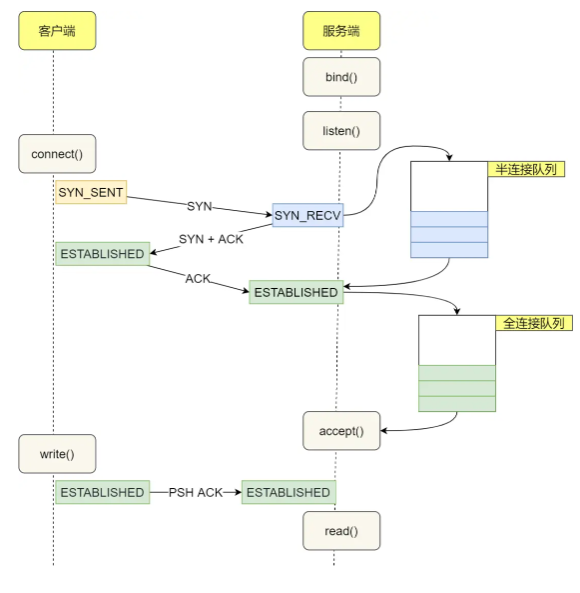 客户端
服务端
bind()
listen()
connect()
半连接队列
SYN_SENT
SYN
SYN_RECV
SYN + ACK
ESTABLISHED
ACK
ESTABLISHED
全连接队列
accept()
write()
ESTABLISHED
PSH ACK
ESTABLISHED
read()